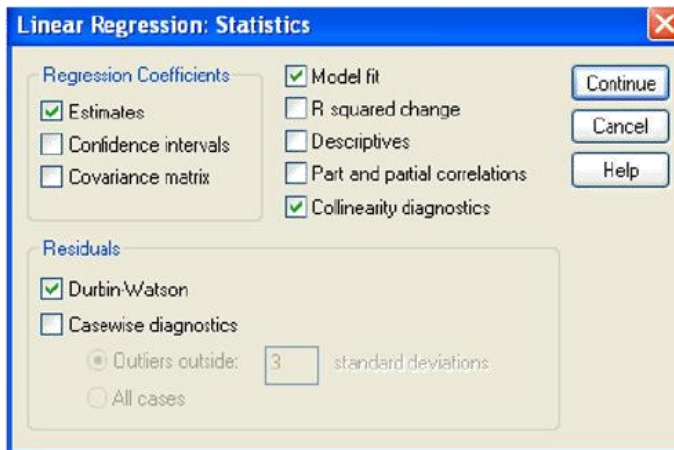 Linear Regression: Statistics
Regression Coefficients
Estimates
Confidence intervals
Covariance matrix
Model fit
R squared change
Descriptives
Part and partial correlations
Collinearity diagnostics
Continue
Cancel
Help
Residuals
Durbin-Watson
Casewise diagnostics
Outliers outside: 3 standard deviations
All cases